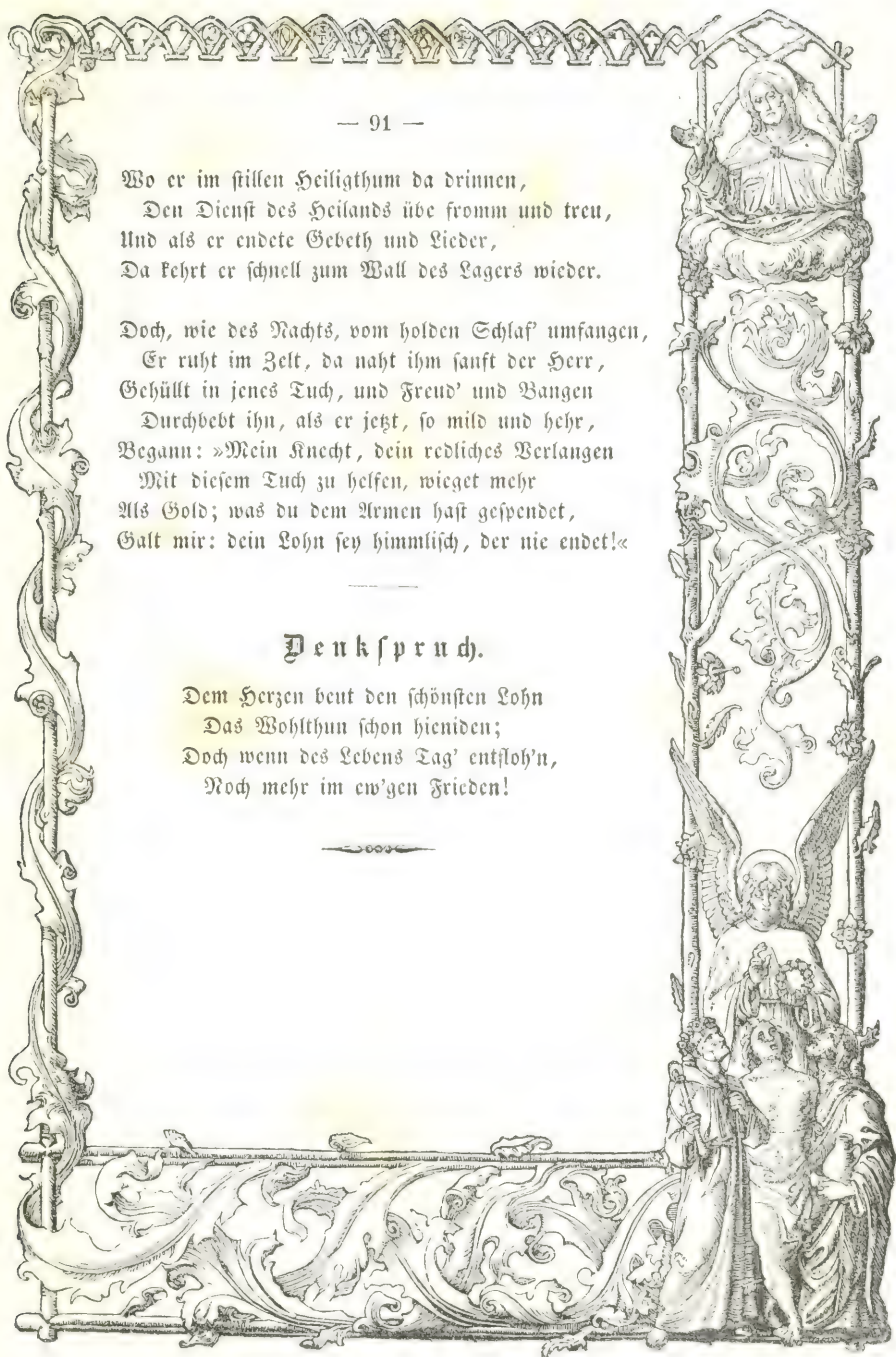 — 91 —
Wo er im stillen Heiligthum da drinnen,
Den Dienst des Heilands übe fromm und treu,
Und als er endete Gebeth und Lieder,
Da kehrt er schnell zum Wall des Lagers wieder.
Doch, wie des Nachts, vom holden Schlaf' umfangen,
Er ruht im Zelt, da naht ihm sanft der Herr,
Gehüllt in jenes Tuch, und Freud' und Bangen
Durchbebt ihn, als er jetzt, so mild und hehr,
Begann: »Mein Knecht, dein redliches Verlangen
Mit diesem Tuch zu helfen, wieget mehr
Als Gold; was du dem Armen hast gespendet,
Galt mir: dein Lohn sey himmlisch, der nie endet!«
Denkspruch.
Dem Herzen beut den schönsten Lohn
Das Wohlthun schon hieniden;
Doch wenn des Lebens Tag' entfloh'n,
Noch mehr im ew'gen Frieden!